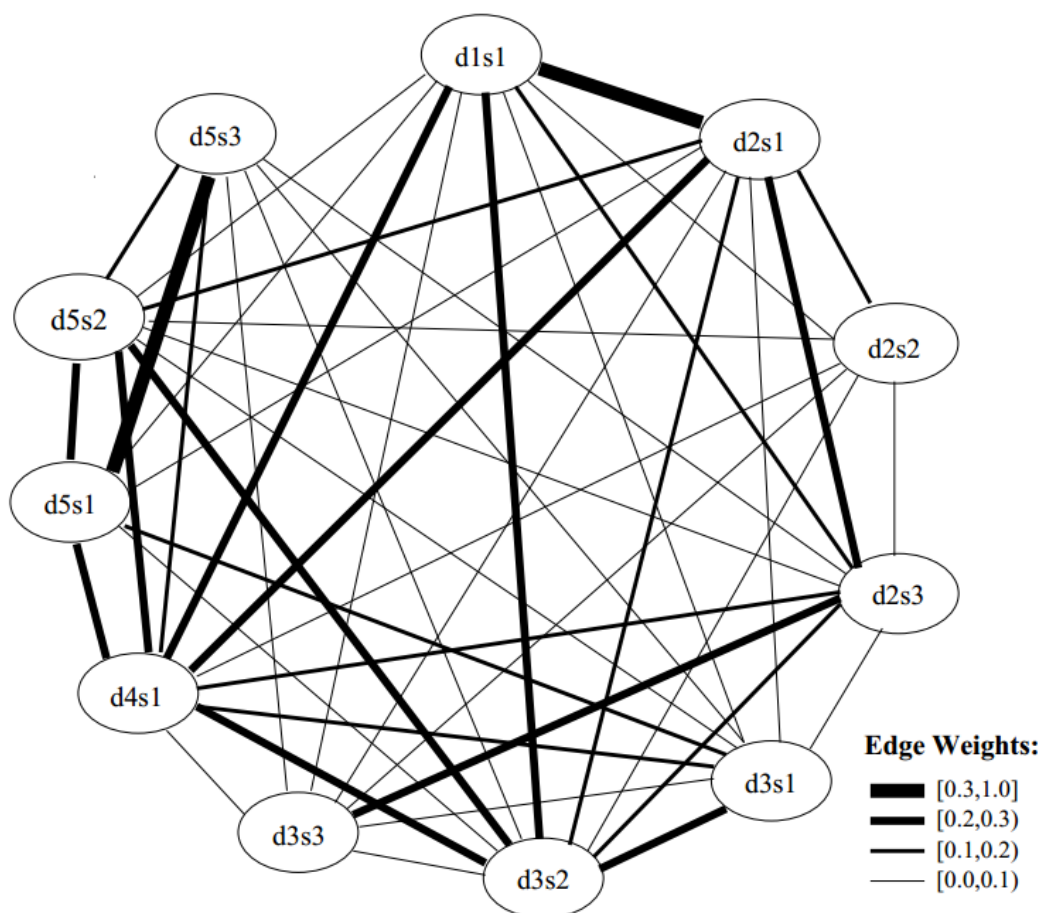 d1s1
d5s3
d2s1
d5s2
d2s2
d5s1
d2s3
d4s1
d3s1
d3s3
d3s2
Edge Weights:
[0.3,1.0]
[0.2,0.3)
[0.1,0.2)
[0.0,0.1)